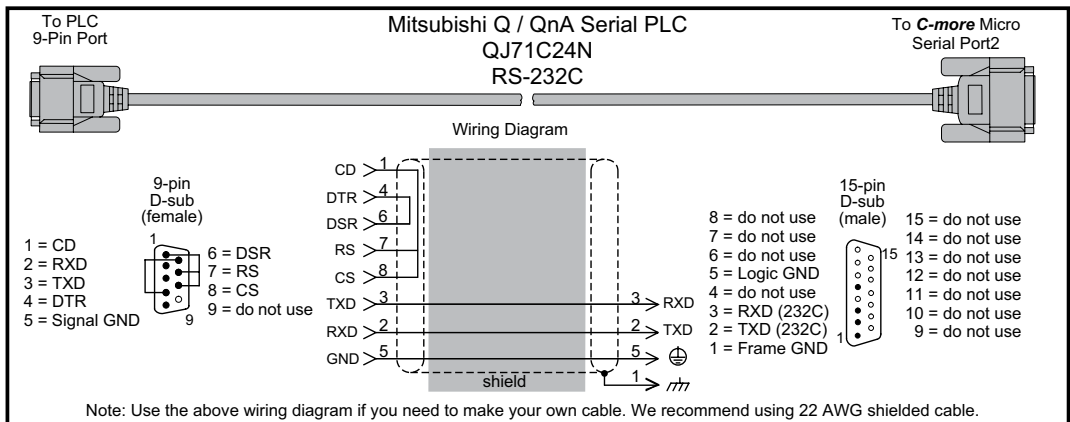 To PLC
9-Pin Port
Mitsubishi Q / QnA Serial PLC
QJ71C24N
RS-232C
To C-more Micro
Serial Port2
Wiring Diagram
9-pin
D-sub
(female)
1
9
1 = CD
2 = RXD
3 = TXD
4 = DTR
5 = Signal GND
6 = DSR
7 = RS
8 = CS
9 = do not use
CD 1
DTR 4
DSR 6
RS 7
CS 8
TXD 3
RXD 2
GND 5
3 RXD
2 TXD
5
1
shield
8 = do not use
7 = do not use
6 = do not use
5 = Logic GND
4 = do not use
3 = RXD (232C)
2 = TXD (232C)
1 = Frame GND
15-pin
D-sub
(male)
15
1
15 = do not use
14 = do not use
13 = do not use
12 = do not use
11 = do not use
10 = do not use
9 = do not use
Note: Use the above wiring diagram if you need to make your own cable. We recommend using 22 AWG shielded cable.